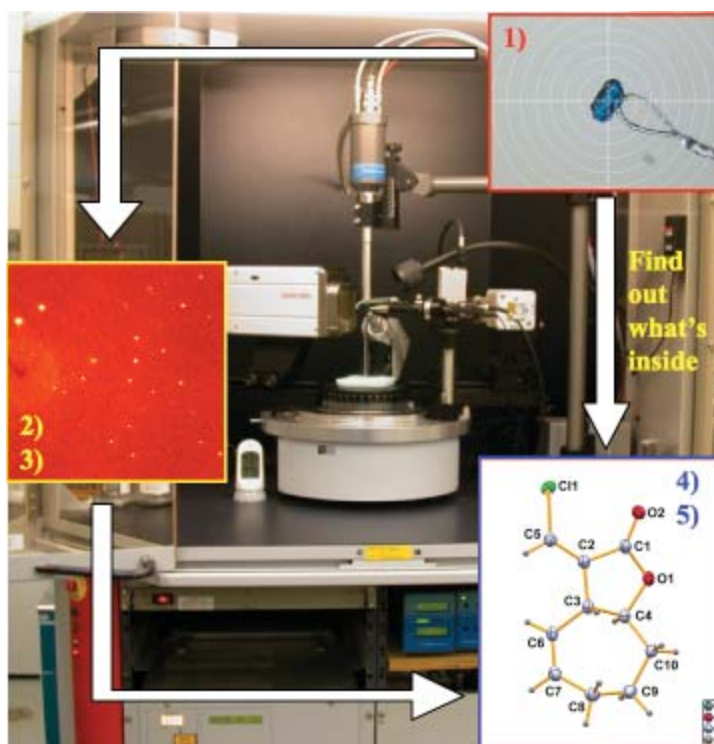 1)
Find
out
what's
inside
2)
3)
4)
5)
Cl1
O2
C5
C2
C1
O1
C3
C4
C6
C10
C7
C9
C8